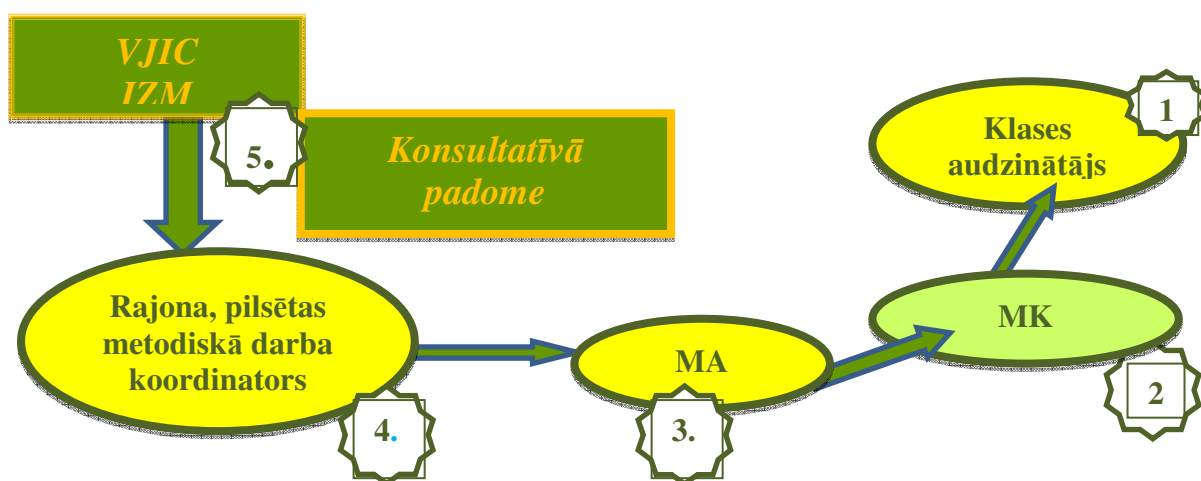 VJIC
IZM
5.
Konsultatīvā
padome
1
Klases
audzinātājs
Rajona, pilsētas
metodiskā darba
koordinators
4.
MA
3.
MK
2